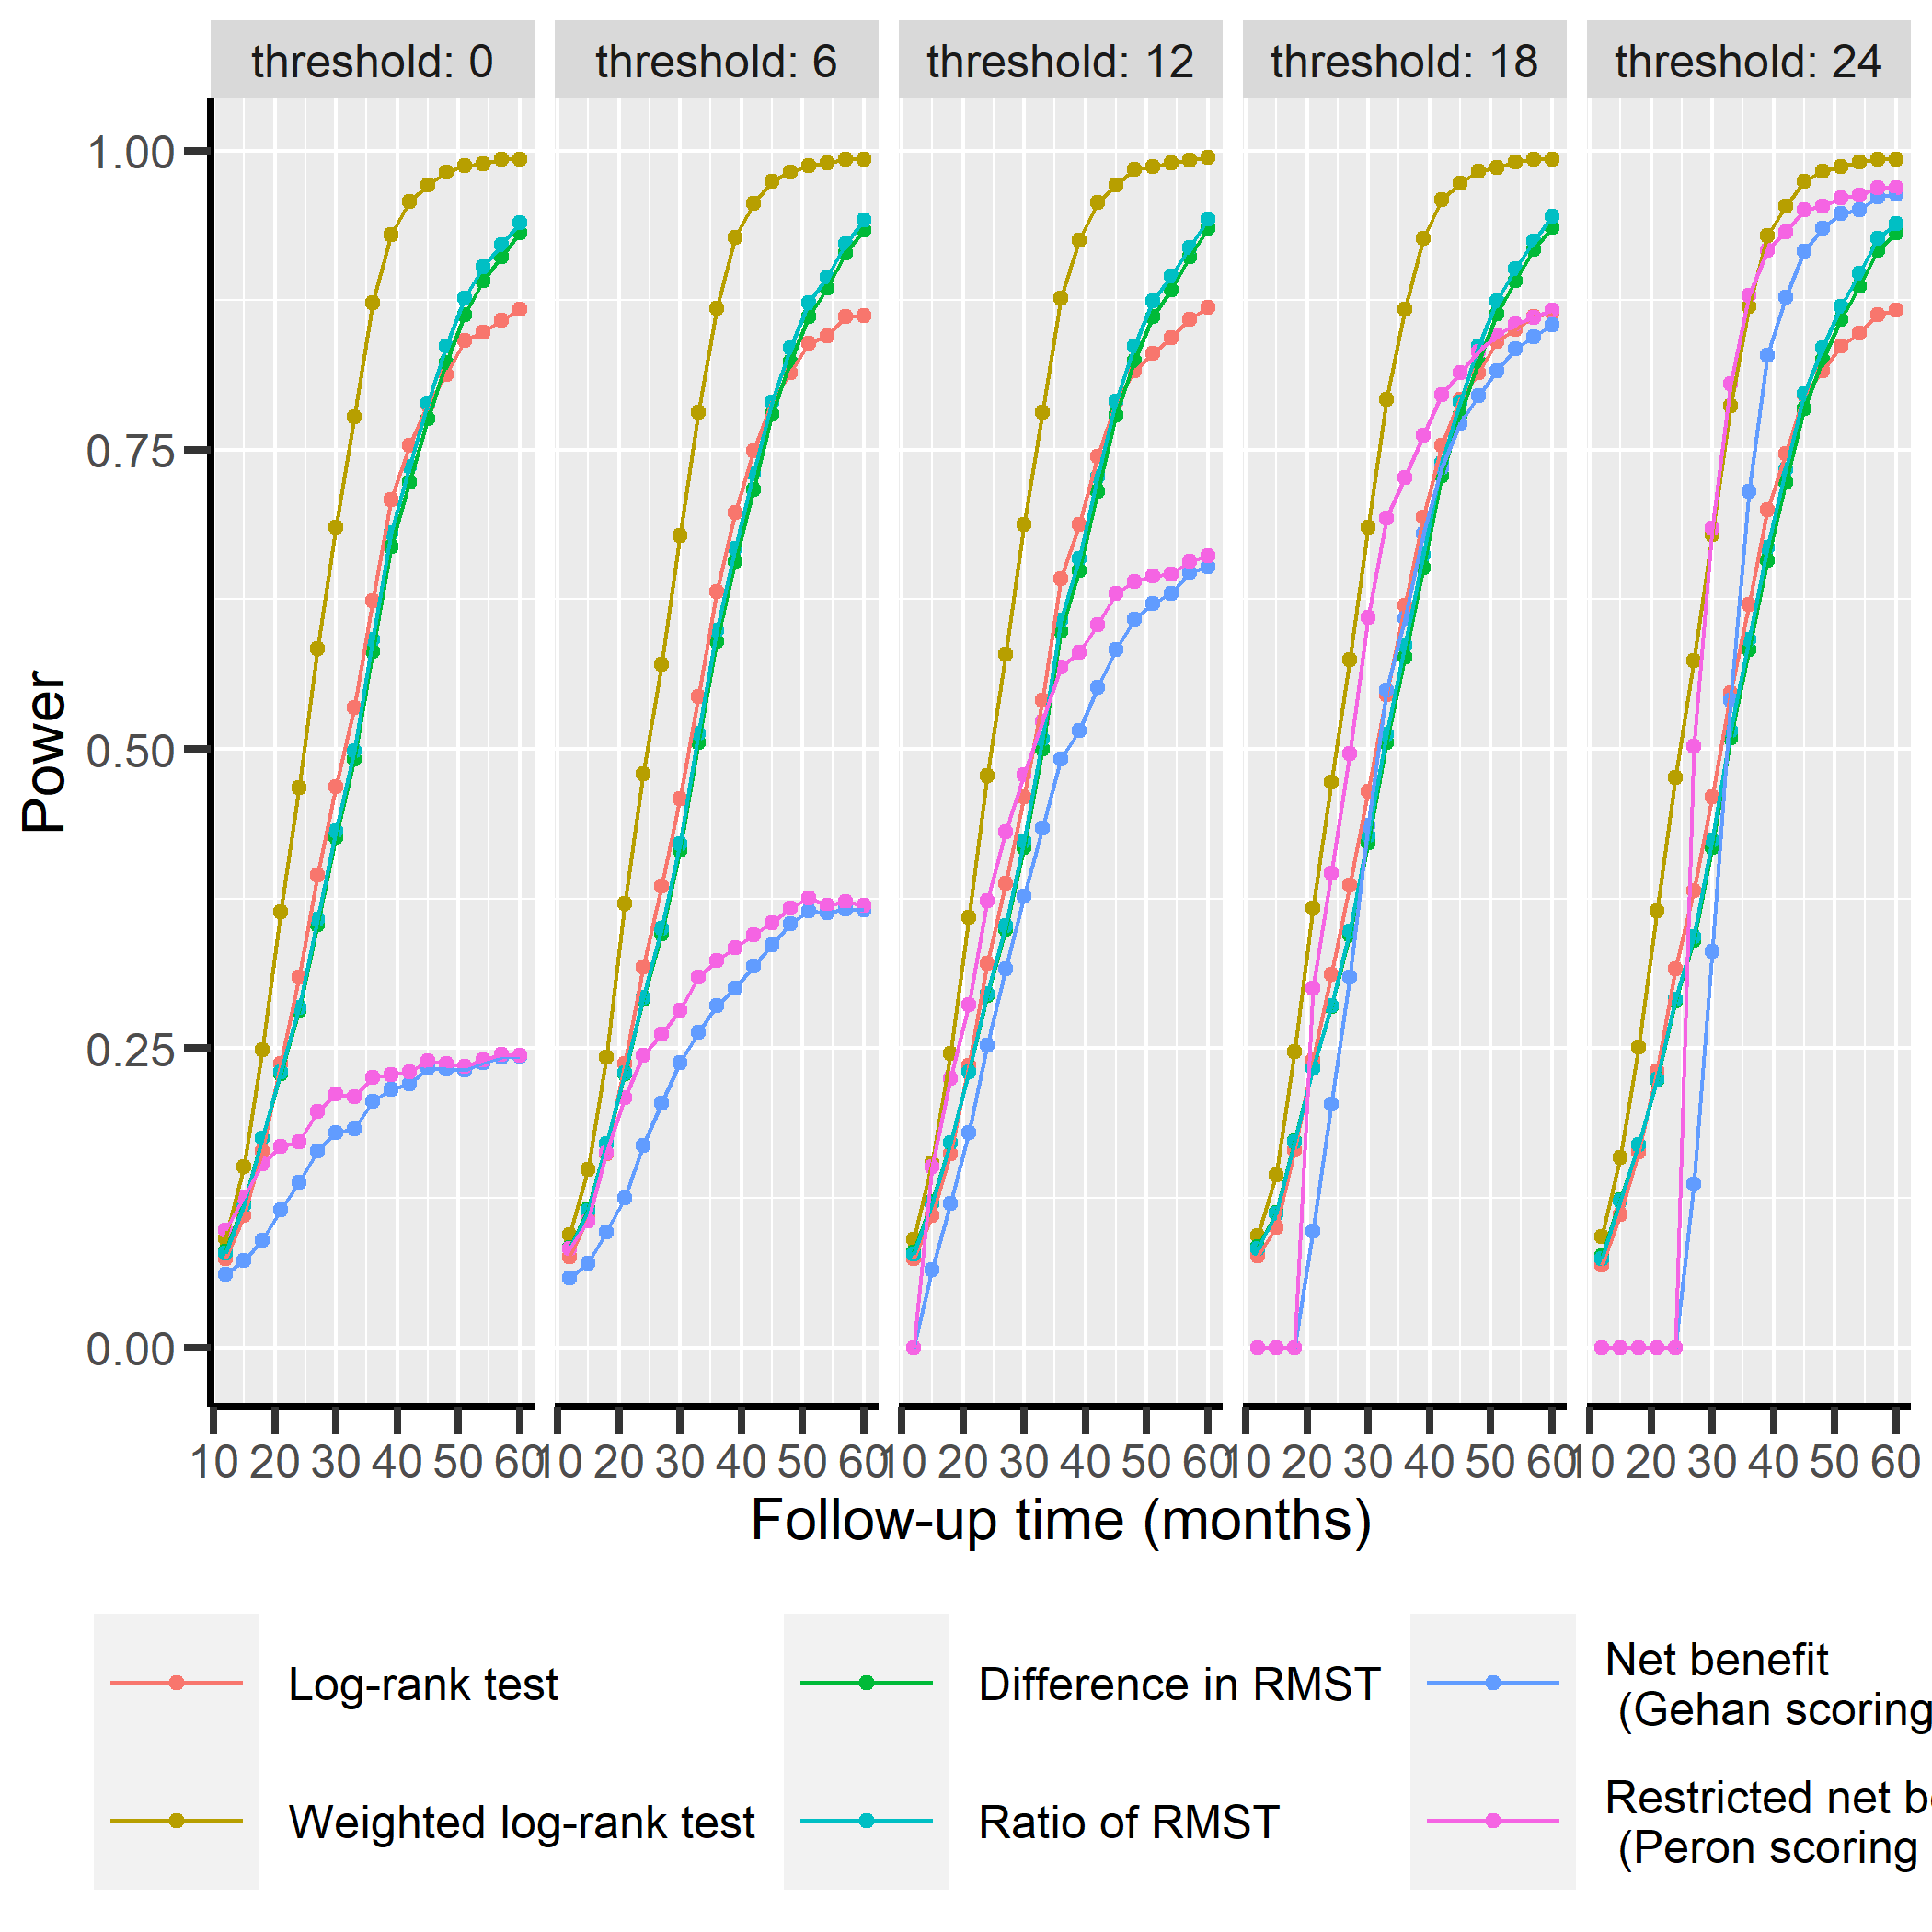 threshold: 0 threshold: 6 threshold: 12 threshold: 18 threshold: 24
1.00
0.75
0.50
0.25
0.00
Power
10 20 30 40 50 60 10 20 30 40 50 60 10 20 30 40 50 60 10 20 30 40 50 60 10 20 30 40 50 60
Follow-up time (months)
Log-rank test
Weighted log-rank test
Difference in RMST
Ratio of RMST
Net benefit
(Gehan scoring
Restricted net
(Peron scoring